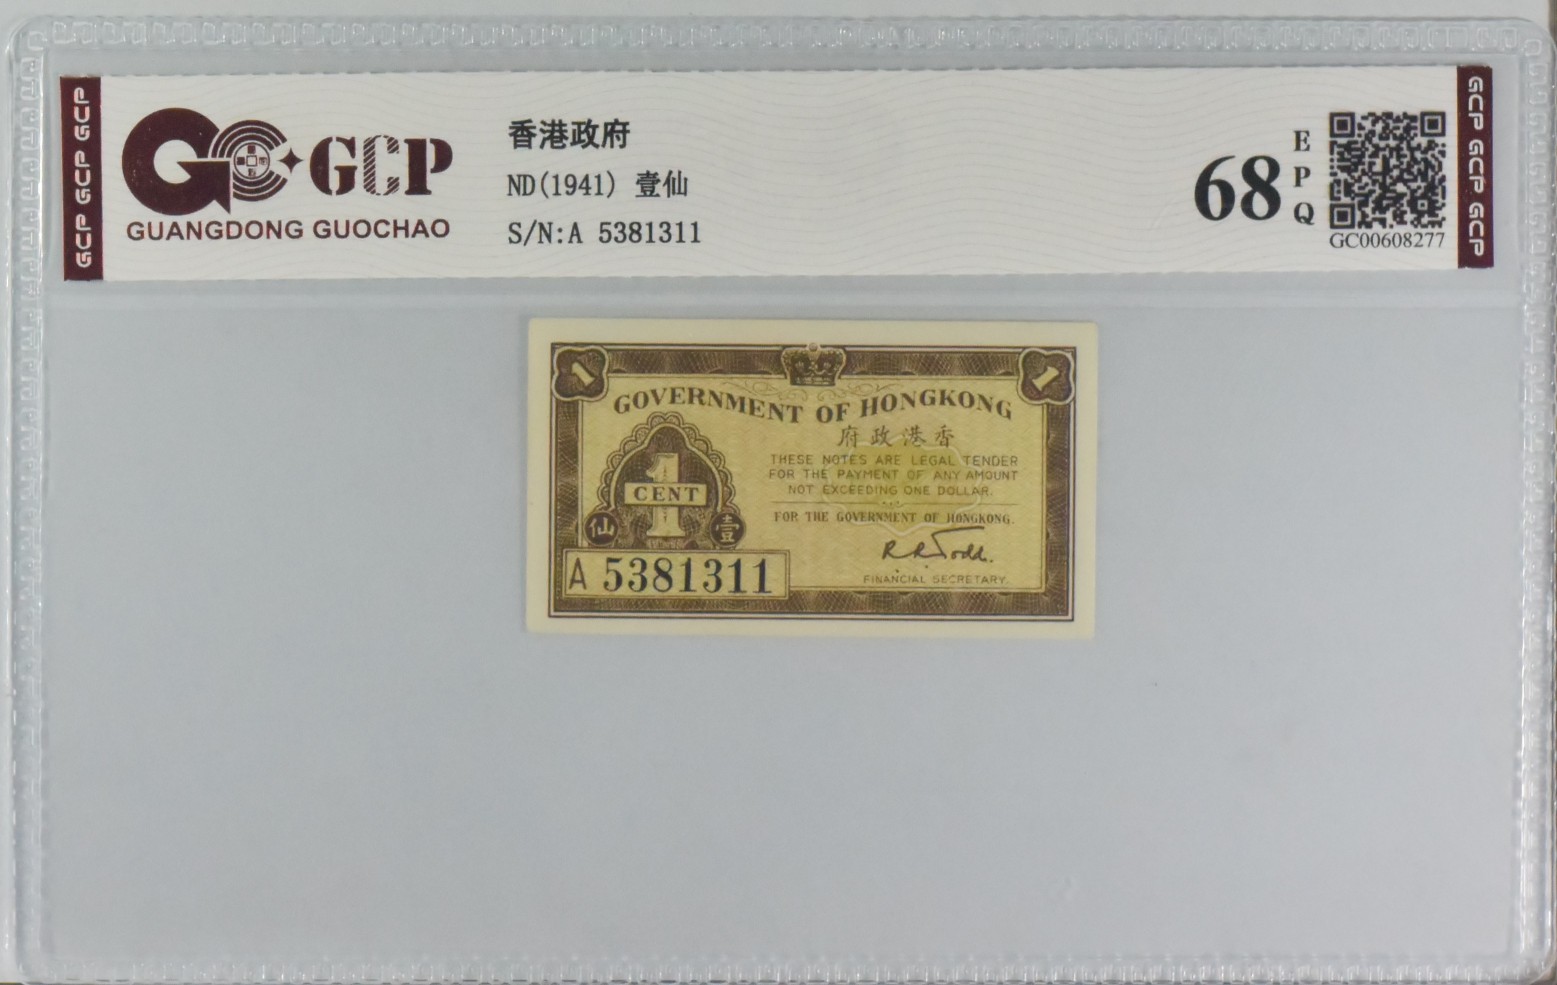 GCP GCP GCP
GCP
GUANGDONG GUOCHAO
香港政府
ND(1941) 壹仙
S/N:A 5381311
68
EPQ
GC00608277
GCP GCP GCP
1
1
GOVERNMENT OF HONGKONG
府政港香
THESE NOTES ARE LEGAL TENDER
FOR THE PAYMENT OF ANY AMOUNT
NOT EXCEEDING ONE DOLLAR.
FOR THE GOVERNMENT OF HONGKONG.
1
CENT
仙 壹
A 5381311
R.R.Todd.
FINANCIAL SECRETARY.